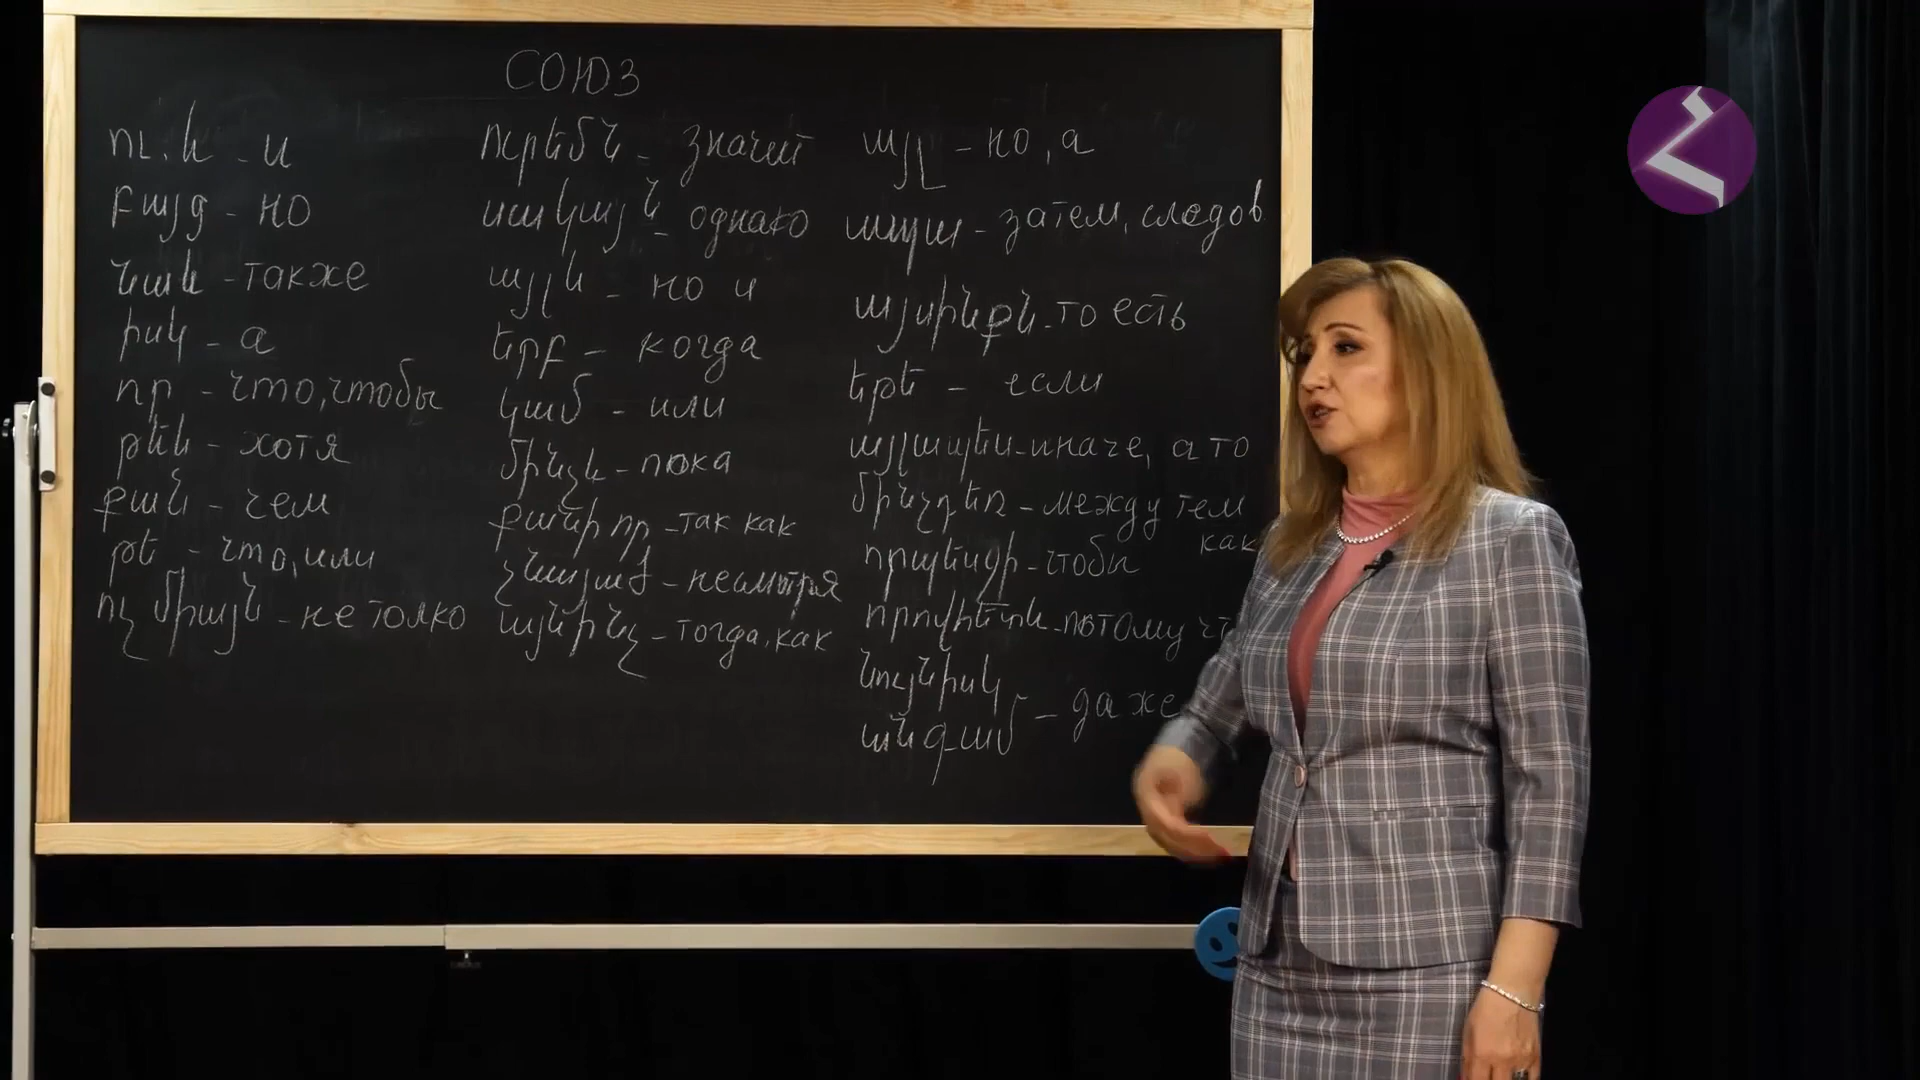 СОЮЗ
ու, և - и
բայց - но
նաև - также
իսկ - а
որ - что, чтобы
թեև - хотя
քան - чем
թե - что, или
ոչ միայն - не толко
ուրեմն - значит
սակայն - однако
այլև - но и
երբ - когда
կամ - или
մինչև - пока
քանի որ - так как
չնայած - несмотря
այնինչ - тогда, как
այլ - но, а
ապա - затем, следов
այսինքն - то есть
եթե - если
այլապես - иначе, а то
մինչդեռ - между тем
как
որպեսզի - чтобы
որովհետև - потому
նույնիսկ
անգամ - даже